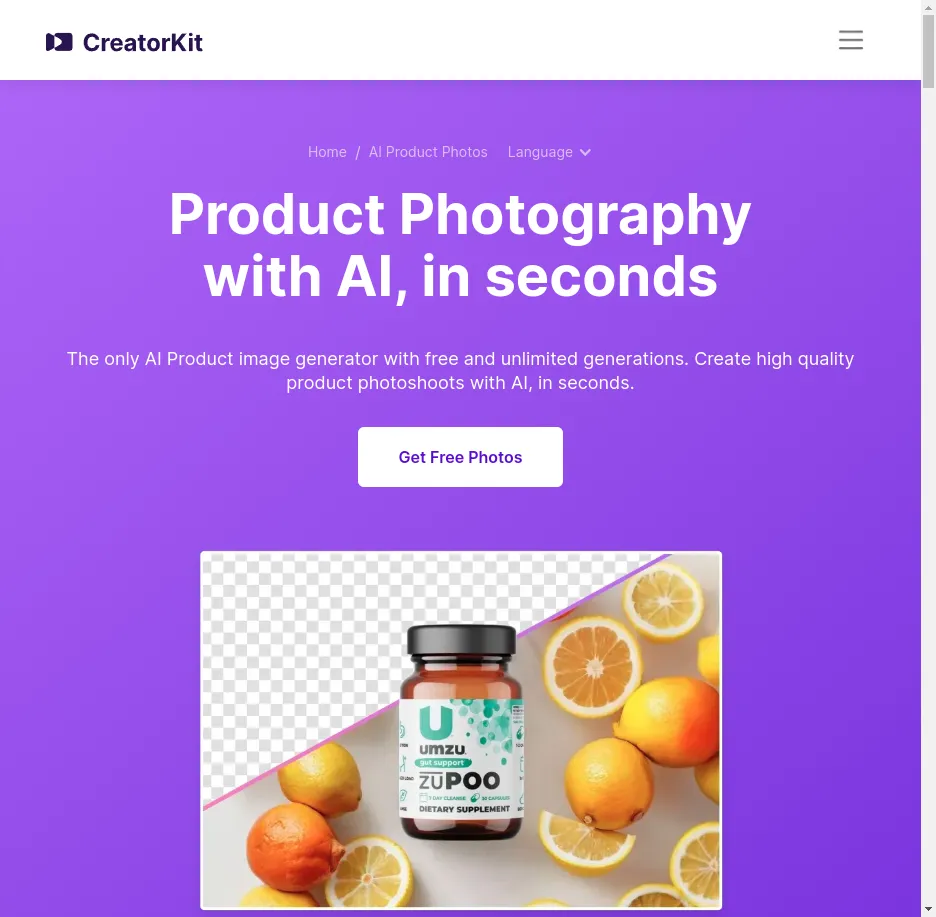 CreatorKit
Home / AI Product Photos Language
Product Photography
with AI, in seconds
The only AI Product image generator with free and unlimited generations. Create high quality
product photoshoots with AI, in seconds.
Get Free Photos
U
umzu
gut support
ZUPOO
7 DAY CLEANSE 30 CAPSULES
DIETARY SUPPLEMENT